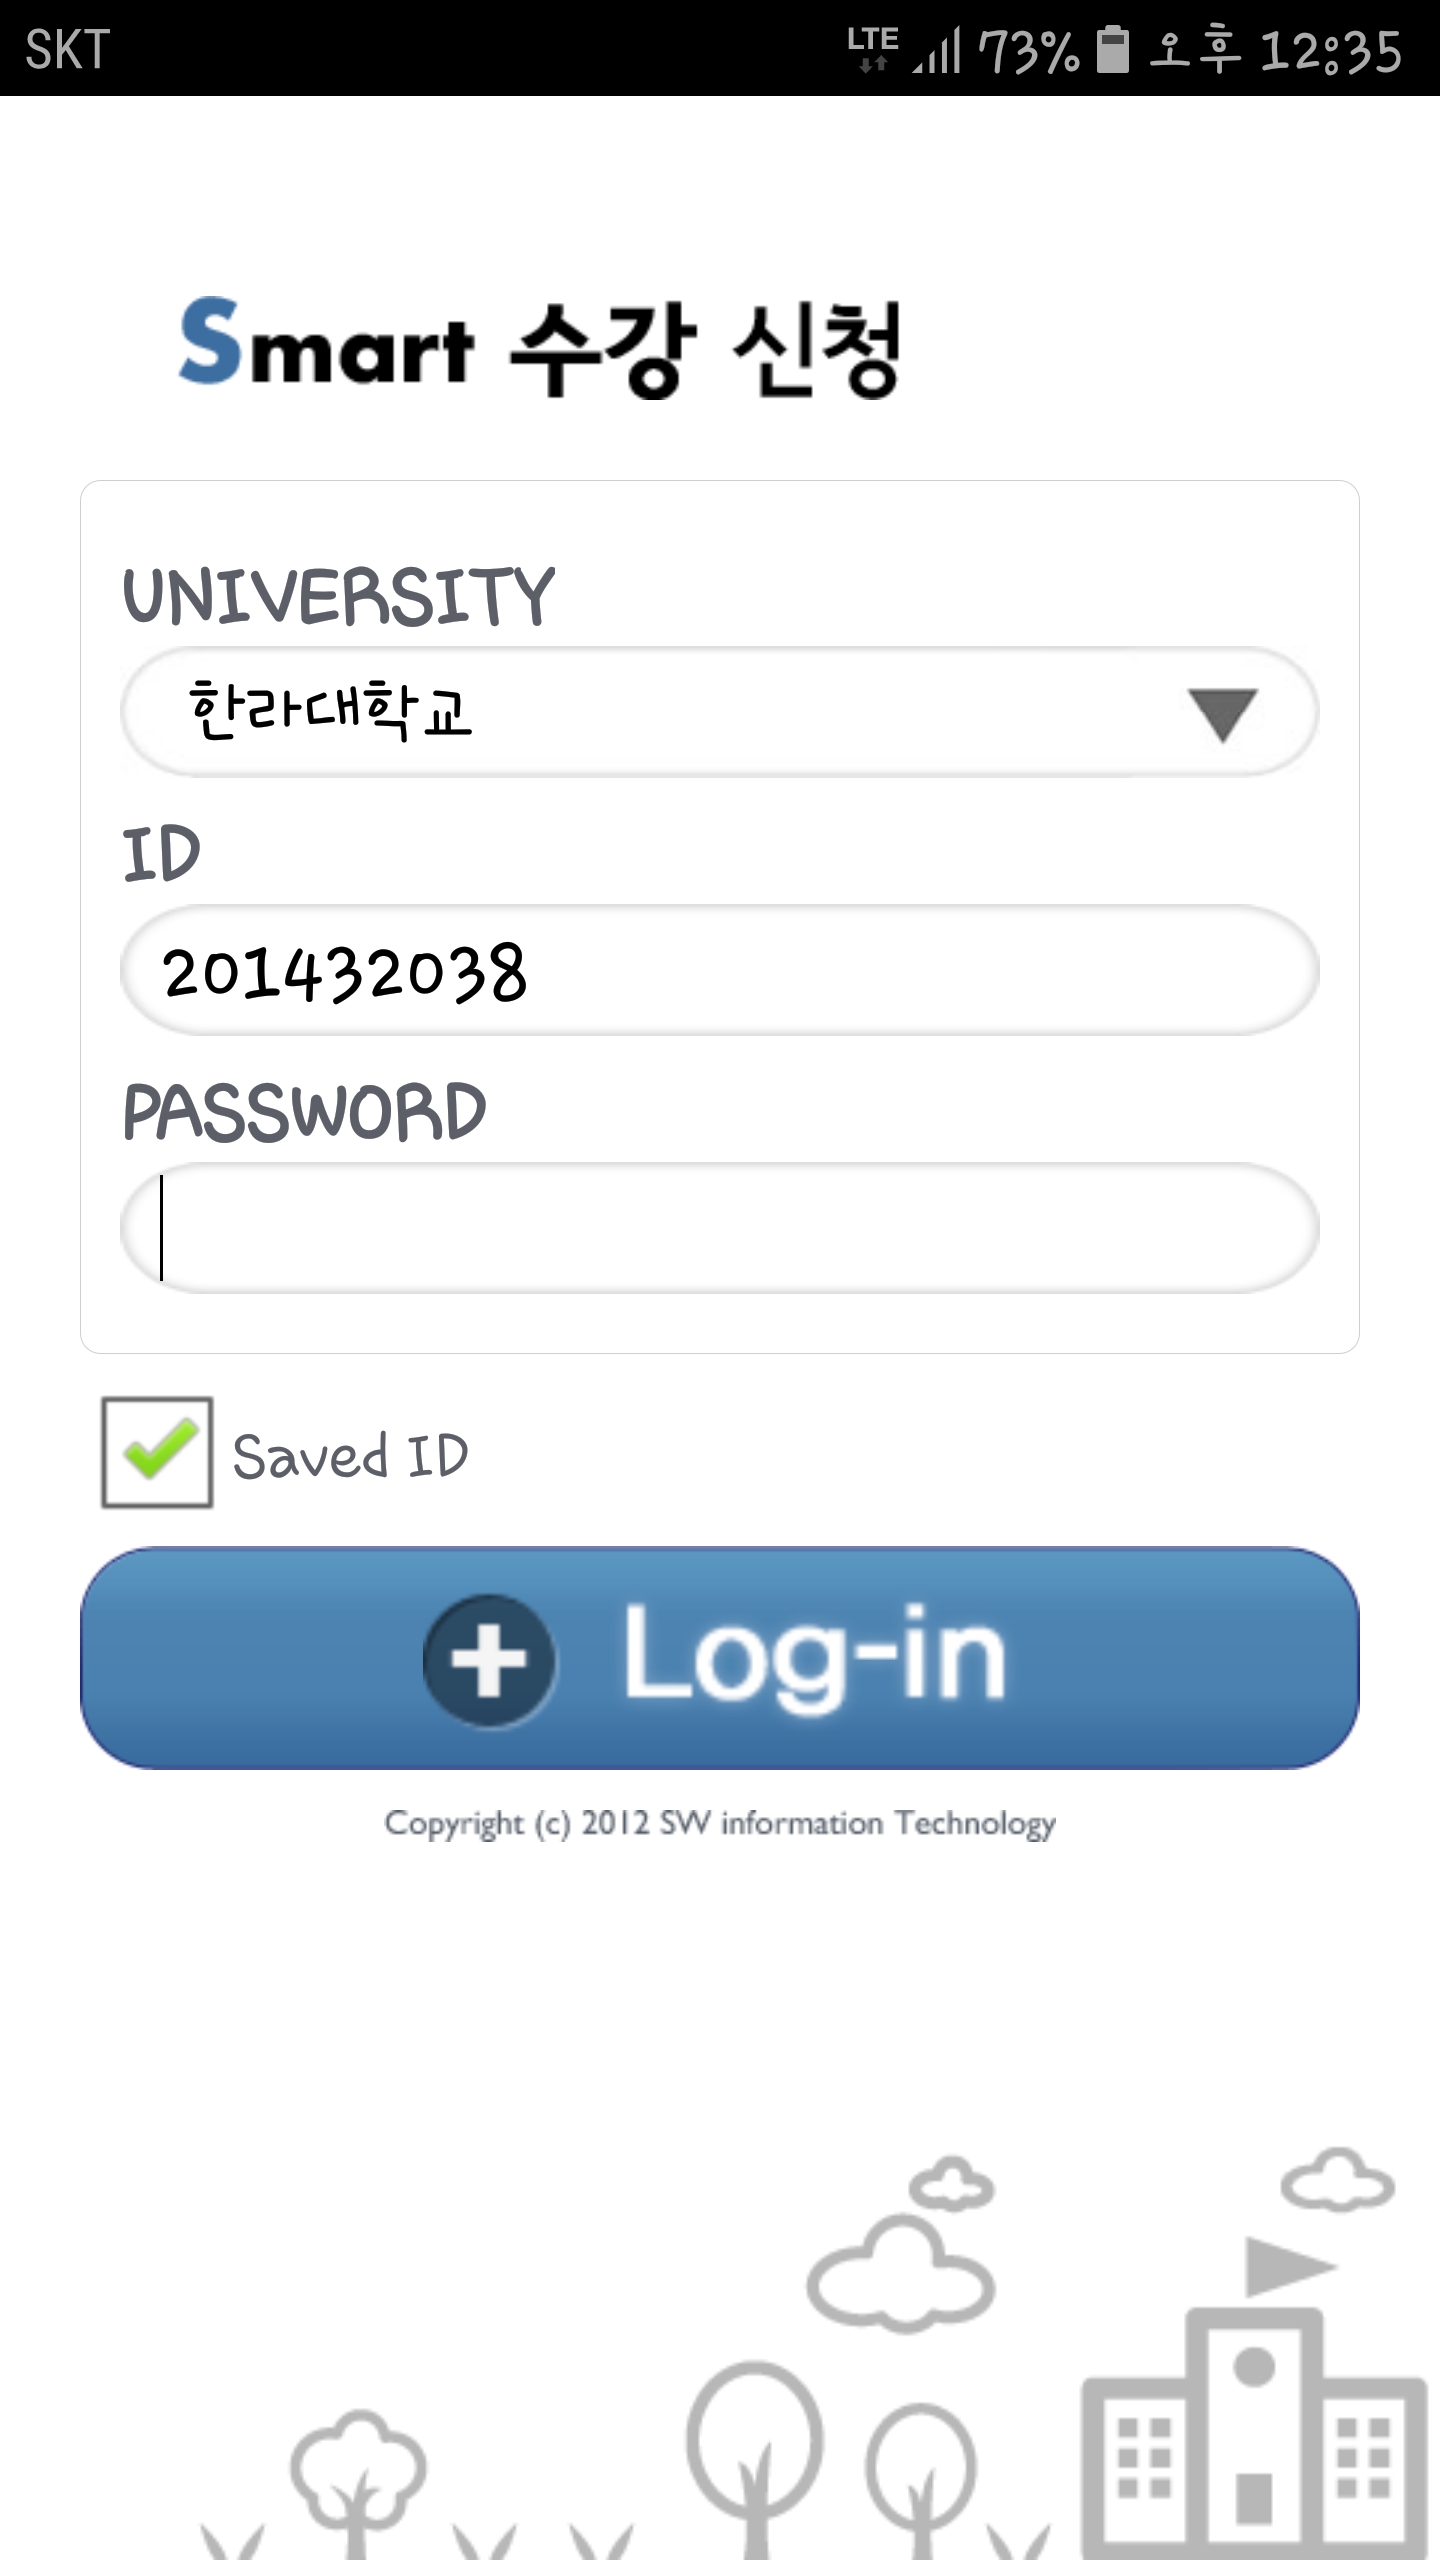 SKT LTE 73% 오후 12:35
Smart 수강 신청
UNIVERSITY
한라대학교
ID
201432038
PASSWORD
Saved ID
Log-in
Copyright (c) 2012 SW information Technology